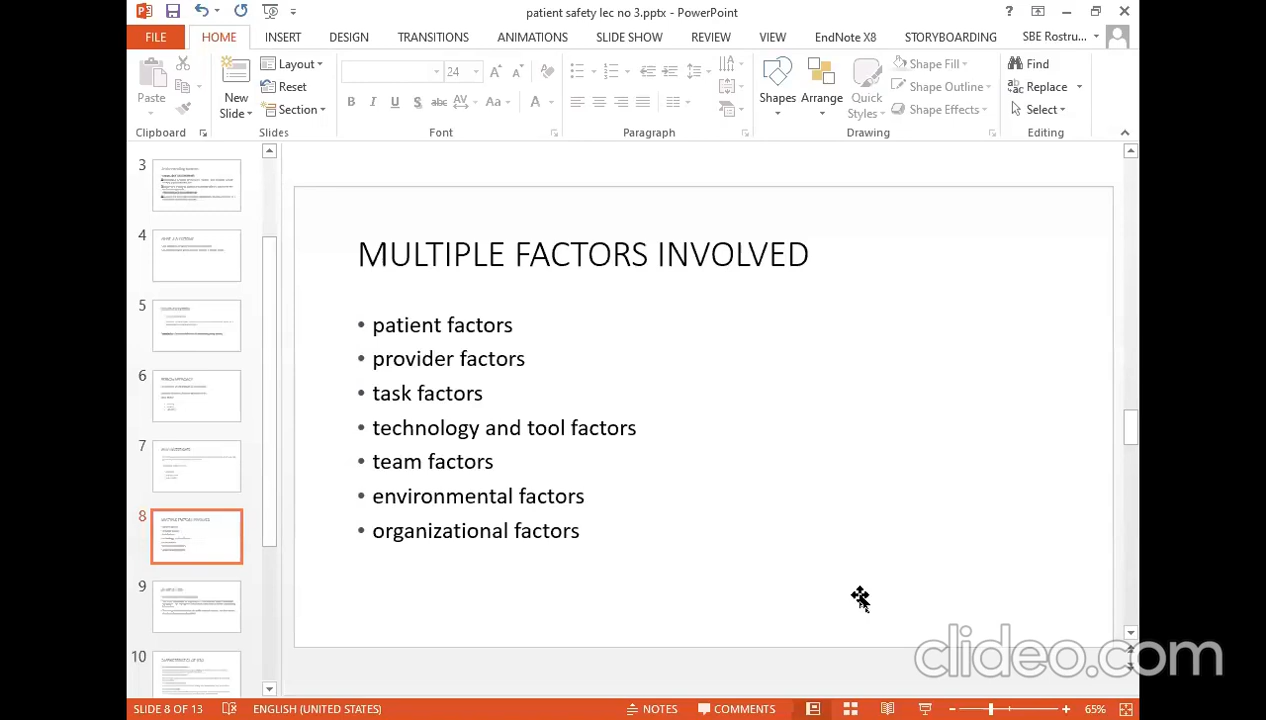 patient safety lec no 3.pptx - PowerPoint
FILE HOME INSERT DESIGN TRANSITIONS ANIMATIONS SLIDE SHOW REVIEW VIEW EndNote X8 STORYBOARDING SBE Rostru...
Paste
New Slide
Layout
Reset
Section
24
B I U S abc AV Aa A
Shapes Arrange Quick Styles
Shape Fill
Shape Outline
Shape Effects
Find
Replace
Select
Clipboard Slides Font Paragraph Drawing Editing
3
4
5
6
7
8
9
10
MULTIPLE FACTORS INVOLVED
• patient factors
• provider factors
• task factors
• technology and tool factors
• team factors
• environmental factors
• organizational factors
clideo.com
SLIDE 8 OF 13 ENGLISH (UNITED STATES) NOTES COMMENTS 65%